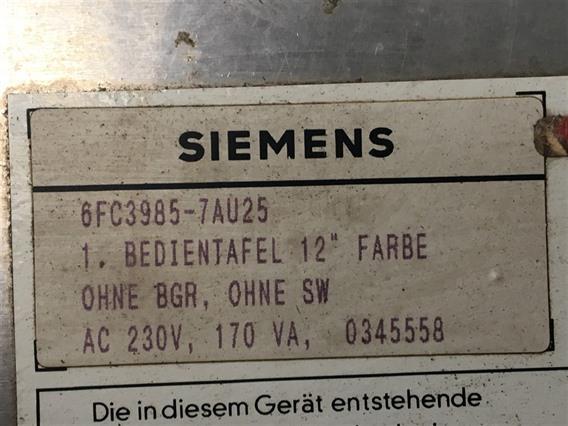 SIEMENS
6FC3985-7AU25
1. BEDIENTAFEL 12" FARBE
OHNE BGR, OHNE SW
AC 230V, 170 VA, 0345558
Die in diesem Gerät entstehende